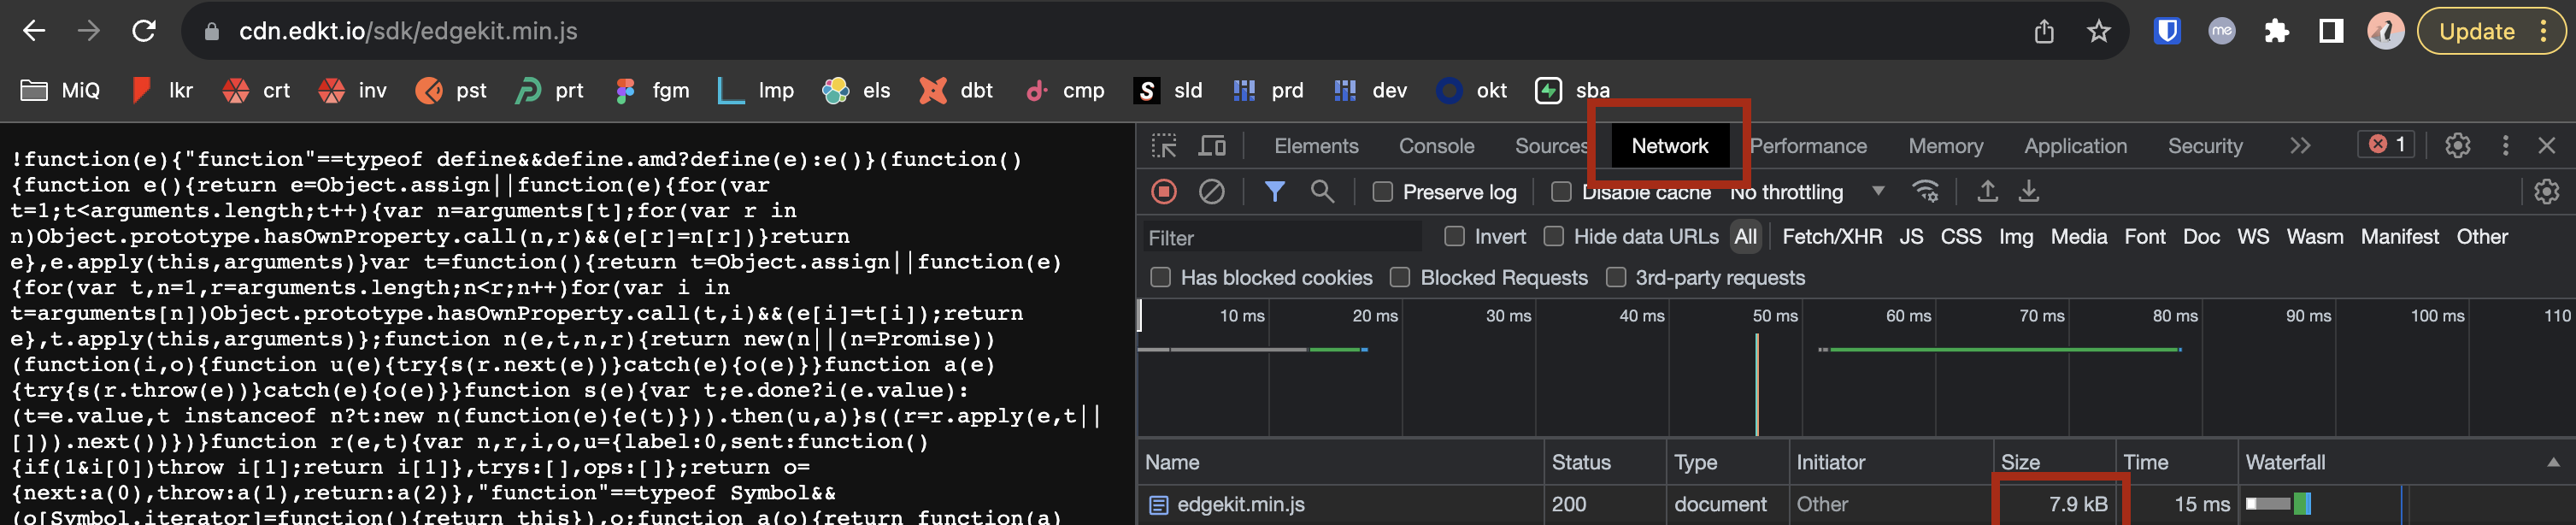 cdn.edkt.io/sdk/edgekit.min.js
me
Update
MiQ lkr crt inv pst prt fgm lmp els dbt cmp sld prd dev okt sba
!function(e){"function"==typeof define&&define.amd?define(e):e()}(function()
{function e(){return e=Object.assign||function(e){for(var
t=1;t<arguments.length;t++){var n=arguments[t];for(var r in
n)Object.prototype.hasOwnProperty.call(n,r)&&(e[r]=n[r])}return
e},e.apply(this,arguments)}var t=function(){return t=Object.assign||function(e)
{for(var t,n=1,r=arguments.length;n<r;n++)for(var i in
t=arguments[n])Object.prototype.hasOwnProperty.call(t,i)&&(e[i]=t[i]);return
e},t.apply(this,arguments)};function n(e,t,n,r){return new(n||(n=Promise))
(function(i,o){function u(e){try{s(r.next(e))}catch(e){o(e)}}function a(e)
{try{s(r.throw(e))}catch(e){o(e)}}function s(e){var t;e.done?i(e.value):
(t=e.value,t instanceof n?t:new n(function(e){e(t)})).then(u,a)}s((r=r.apply(e,t||
[])).next())})}function r(e,t){var n,r,i,o,u={label:0,sent:function()
{if(1&i[0])throw i[1];return i[1]},trys:[],ops:[]};return o=
{next:a(0),throw:a(1),return:a(2)},"function"==typeof Symbol&&
(o[Symbol.iterator]=function(){return this}),o;function a(o){return function(a)
Elements Console Sources Network Performance Memory Application Security 1
Preserve log Disable cache No throttling
Filter Invert Hide data URLs All Fetch/XHR JS CSS Img Media Font Doc WS Wasm Manifest Other
Has blocked cookies Blocked Requests 3rd-party requests
10 ms 20 ms 30 ms 40 ms 50 ms 60 ms 70 ms 80 ms 90 ms 100 ms 110
Name Status Type Initiator Size Time Waterfall
edgekit.min.js 200 document Other 7.9 kB 15 ms